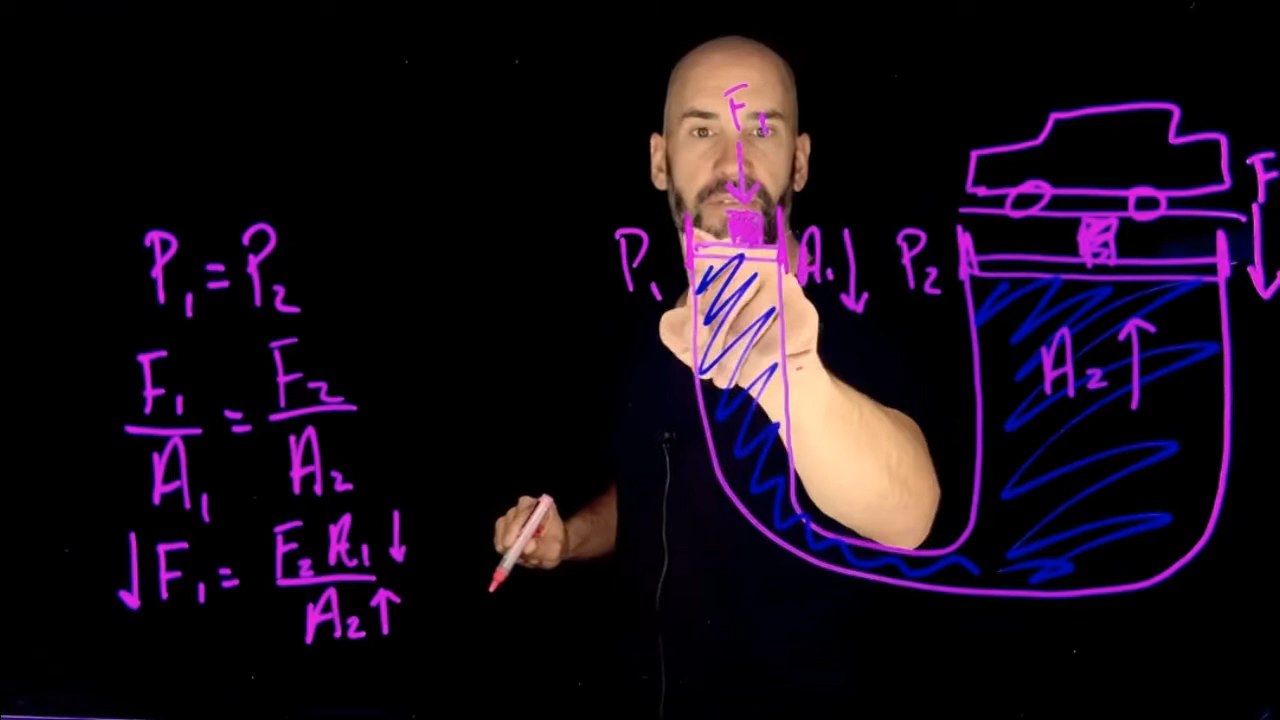 P₁ = P₂
F₁/A₁ = F₂/A₂
↓F₁ = F₂A₁↓/A₂↑
F₁↓
P₁
A₁↓
P₂
F↓
A₂↑